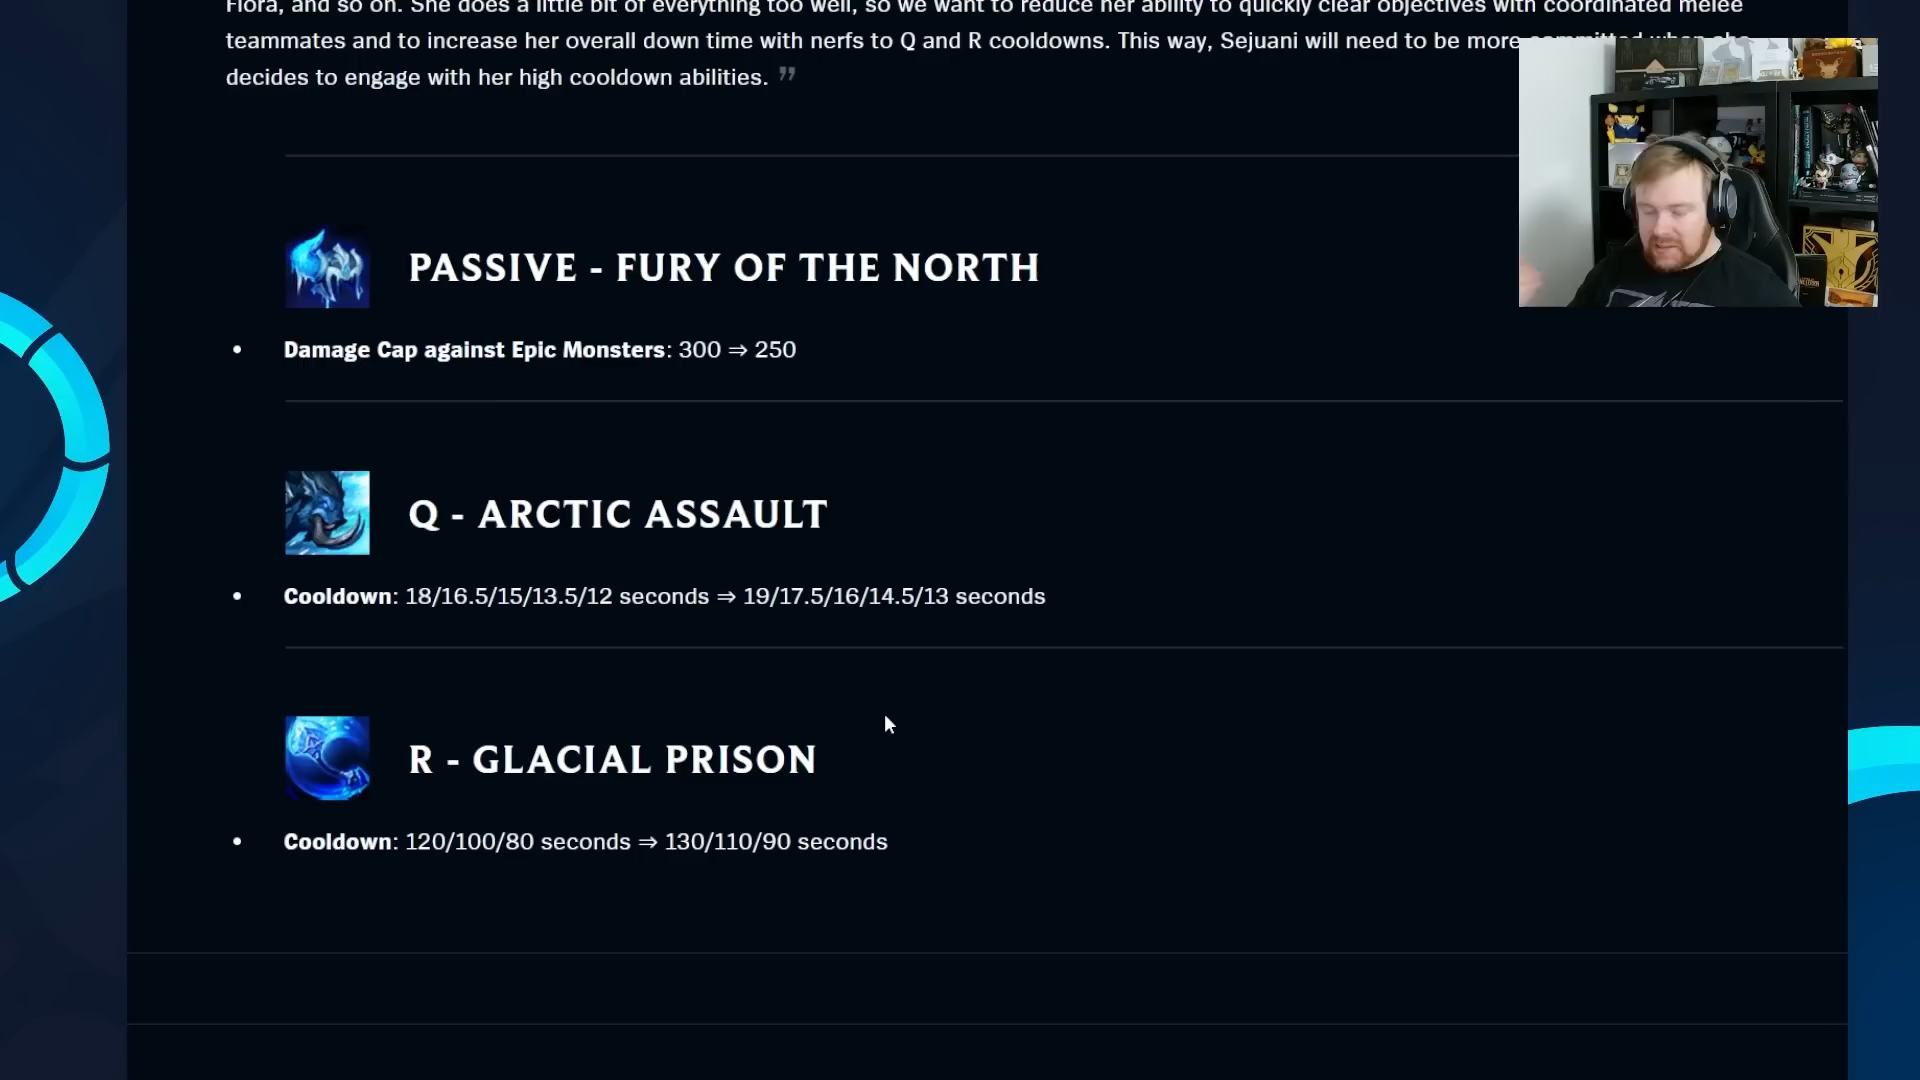 Fiora, and so on. She does a little bit of everything too well, so we want to reduce her ability to quickly clear objectives with coordinated melee
teammates and to increase her overall down time with nerfs to Q and R cooldowns. This way, Sejuani will need to be more committed when she
decides to engage with her high cooldown abilities. ”
PASSIVE - FURY OF THE NORTH
• Damage Cap against Epic Monsters: 300 ⇒ 250
Q - ARCTIC ASSAULT
• Cooldown: 18/16.5/15/13.5/12 seconds ⇒ 19/17.5/16/14.5/13 seconds
R - GLACIAL PRISON
• Cooldown: 120/100/80 seconds ⇒ 130/110/90 seconds